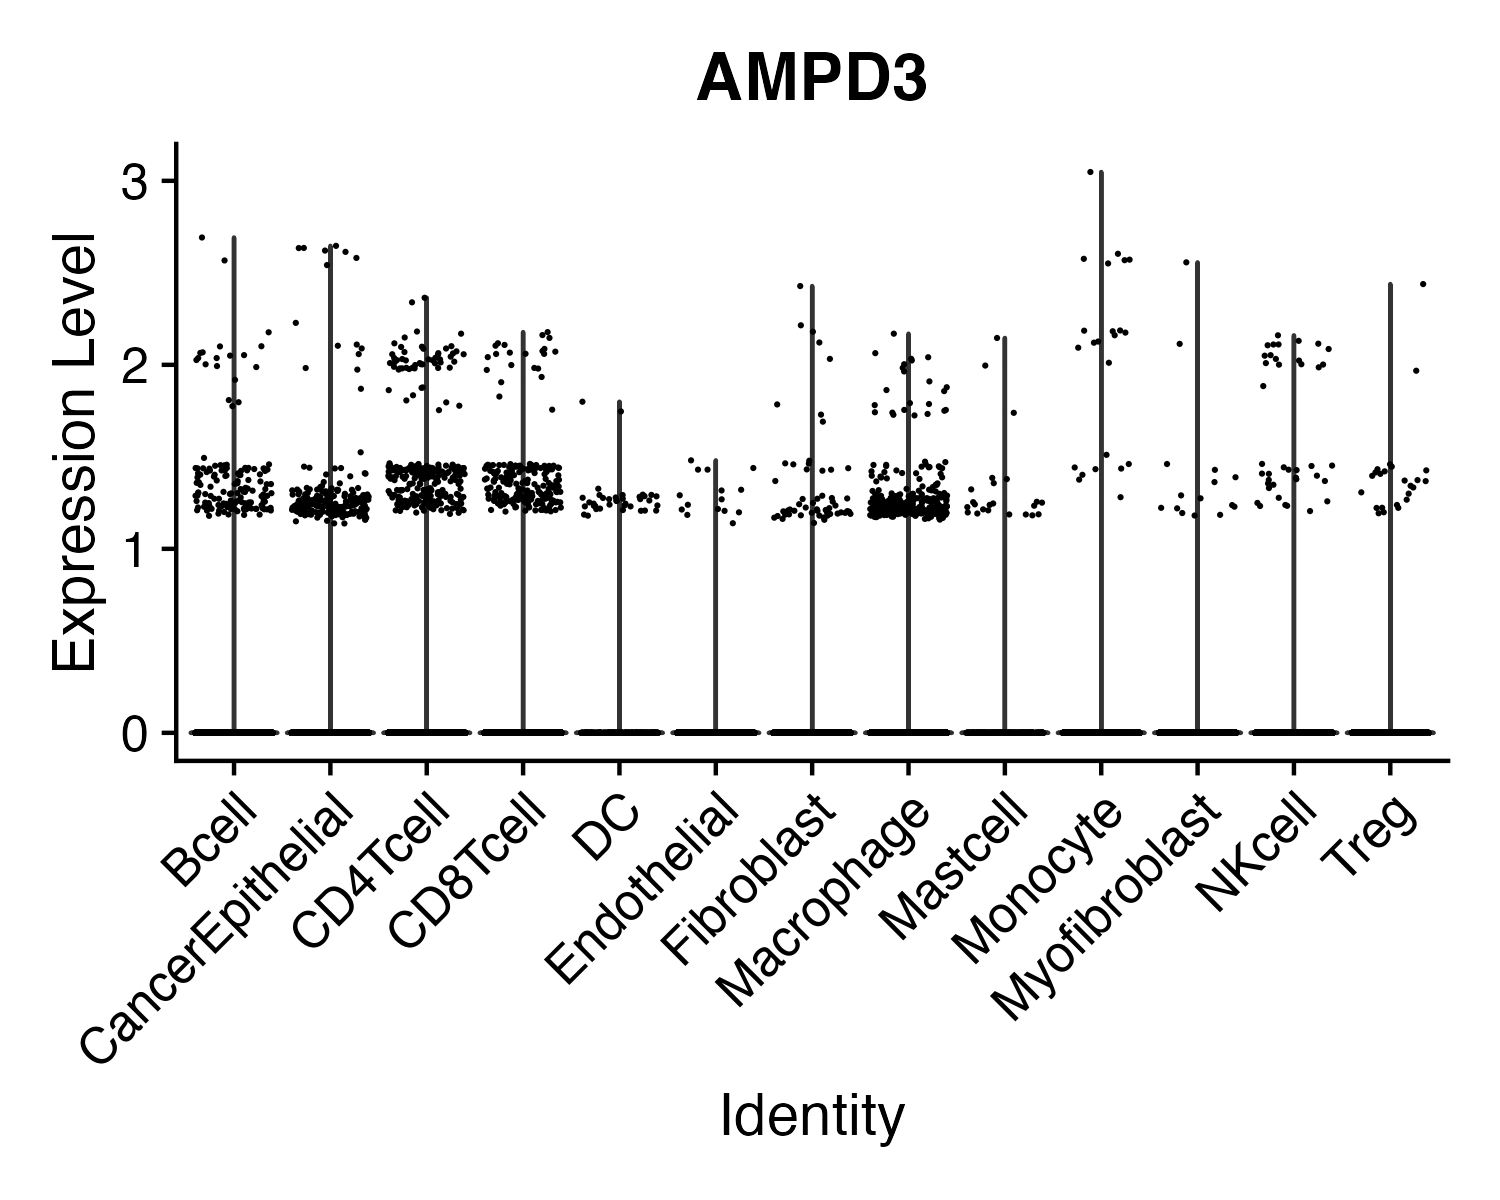 AMPD3
Expression Level
3
2
1
0
Bcell
CancerEpithelial
CD4Tcell
CD8Tcell
DC
Endothelial
Fibroblast
Macrophage
Mastcell
Monocyte
Myofibroblast
NKcell
Treg
Identity